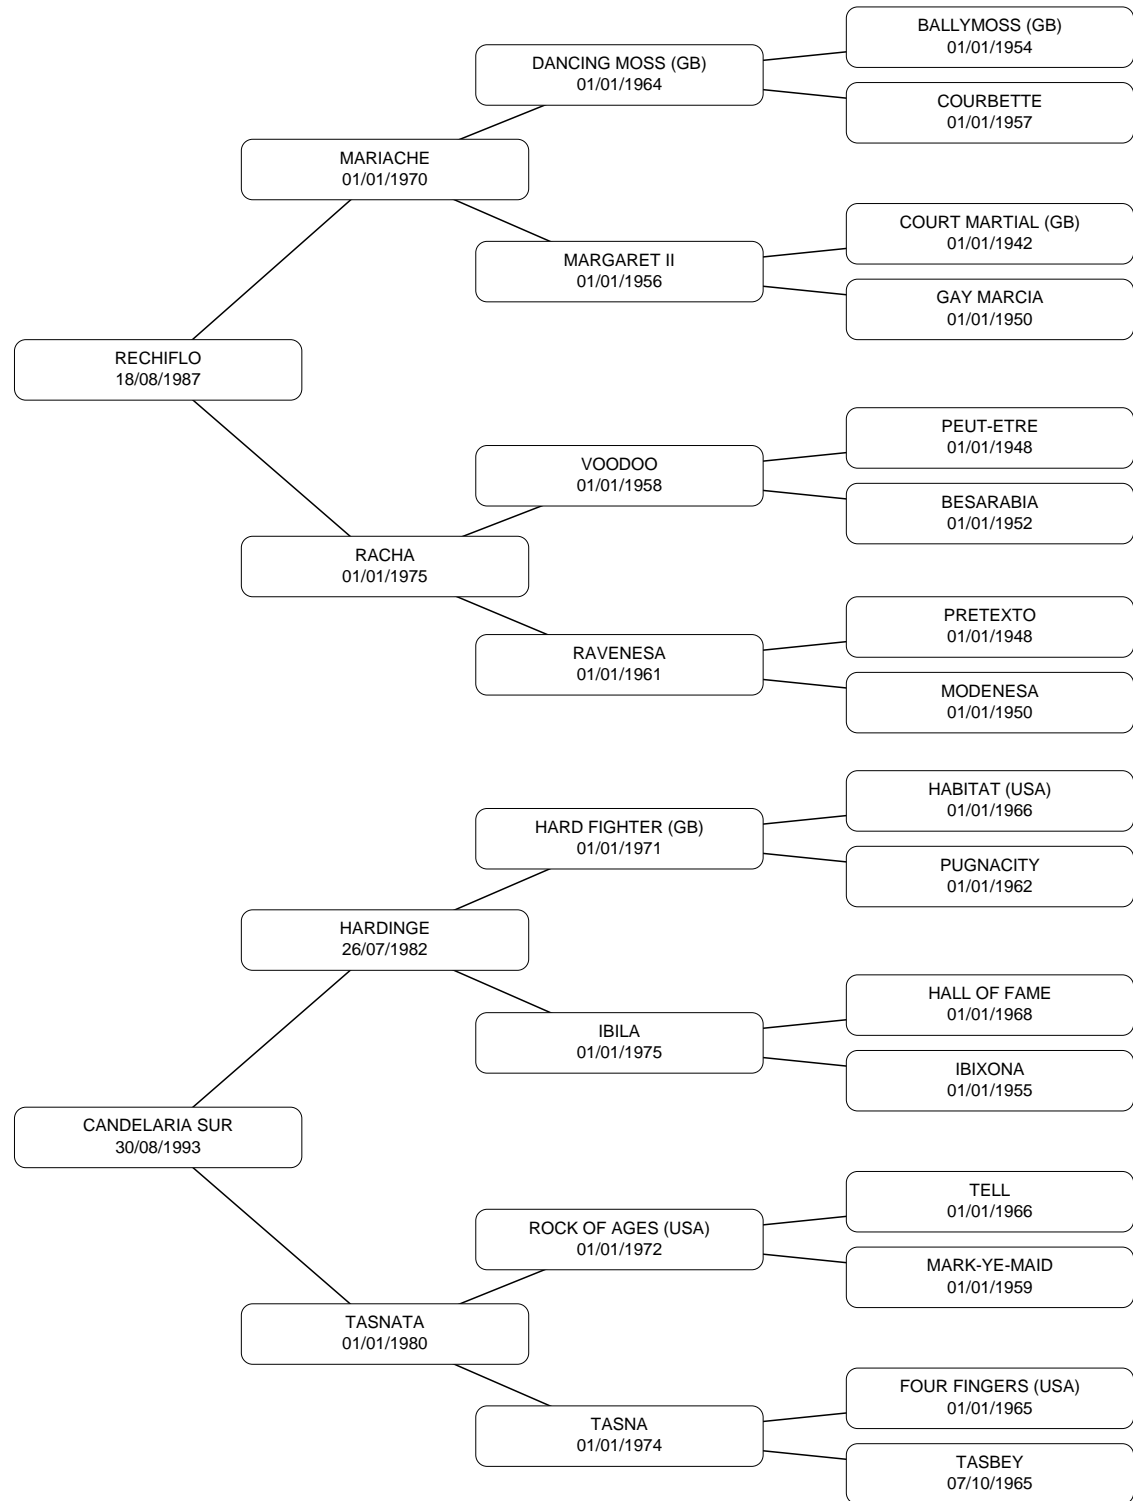 BALLYMOSS (GB)
01/01/1954
DANCING MOSS (GB)
01/01/1964
COURBETTE
01/01/1957
MARIACHE
01/01/1970
COURT MARTIAL (GB)
01/01/1942
MARGARET II
01/01/1956
GAY MARCIA
01/01/1950
RECHIFLO
18/08/1987
PEUT-ETRE
01/01/1948
VOODOO
01/01/1958
BESARABIA
01/01/1952
RACHA
01/01/1975
PRETEXTO
01/01/1948
RAVENESA
01/01/1961
MODENESA
01/01/1950
HABITAT (USA)
01/01/1966
HARD FIGHTER (GB)
01/01/1971
PUGNACITY
01/01/1962
HARDINGE
26/07/1982
HALL OF FAME
01/01/1968
IBILA
01/01/1975
IBIXONA
01/01/1955
CANDELARIA SUR
30/08/1993
TELL
01/01/1966
ROCK OF AGES (USA)
01/01/1972
MARK-YE-MAID
01/01/1959
TASNATA
01/01/1980
FOUR FINGERS (USA)
01/01/1965
TASNA
01/01/1974
TASBEY
07/10/1965